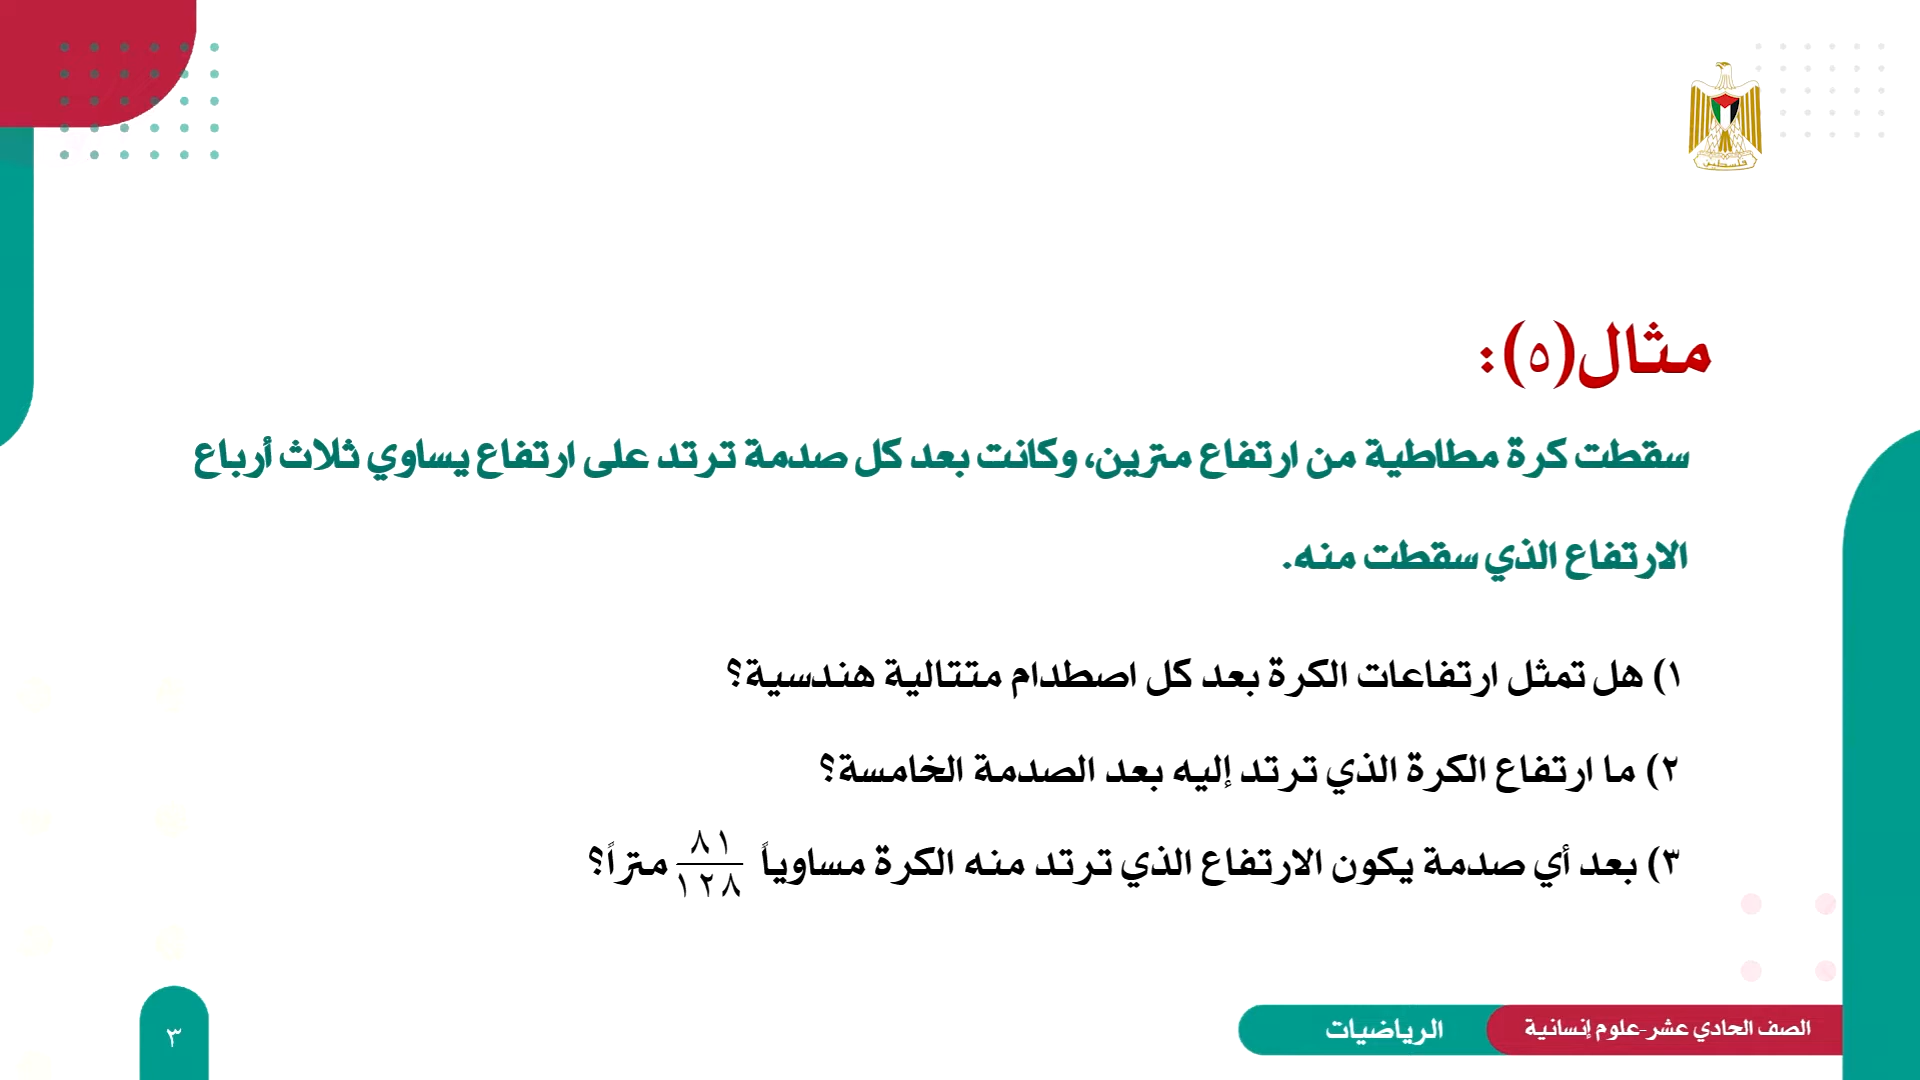 فلسطين
مثال(٥):
سقطت كرة مطاطية من ارتفاع مترين، وكانت بعد كل صدمة ترتد على ارتفاع يساوي ثلاث أرباع
الارتفاع الذي سقطت منه.
١) هل تمثل ارتفاعات الكرة بعد كل اصطدام متتالية هندسية؟
٢) ما ارتفاع الكرة الذي ترتد إليه بعد الصدمة الخامسة؟
٣) بعد أي صدمة يكون الارتفاع الذي ترتد منه الكرة مساوياً ٨١/١٢٨ متراً؟
الصف الحادي عشر-علوم إنسانية
الرياضيات
٣